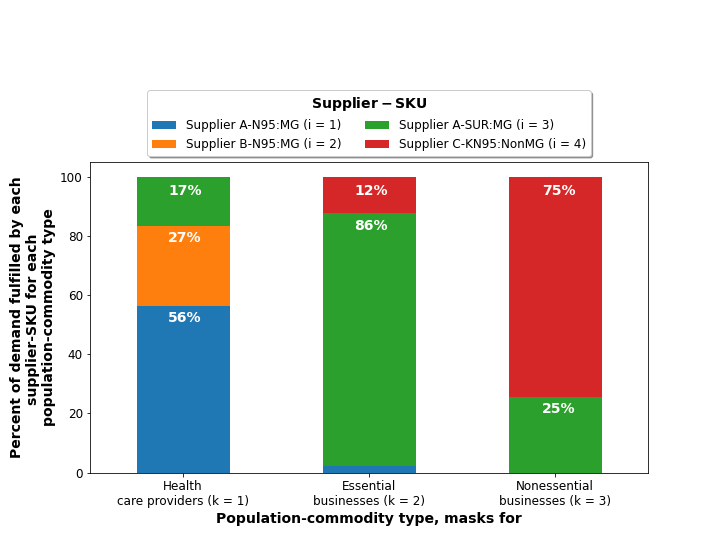 Supplier − SKU
Supplier A-N95:MG (i = 1)
Supplier B-N95:MG (i = 2)
Supplier A-SUR:MG (i = 3)
Supplier C-KN95:NonMG (i = 4)
Percent of demand fulfilled by each
supplier-SKU for each
population-commodity type
100
80
60
40
20
0
17%
27%
56%
12%
86%
75%
25%
Health
care providers (k = 1)
Essential
businesses (k = 2)
Nonessential
businesses (k = 3)
Population-commodity type, masks for